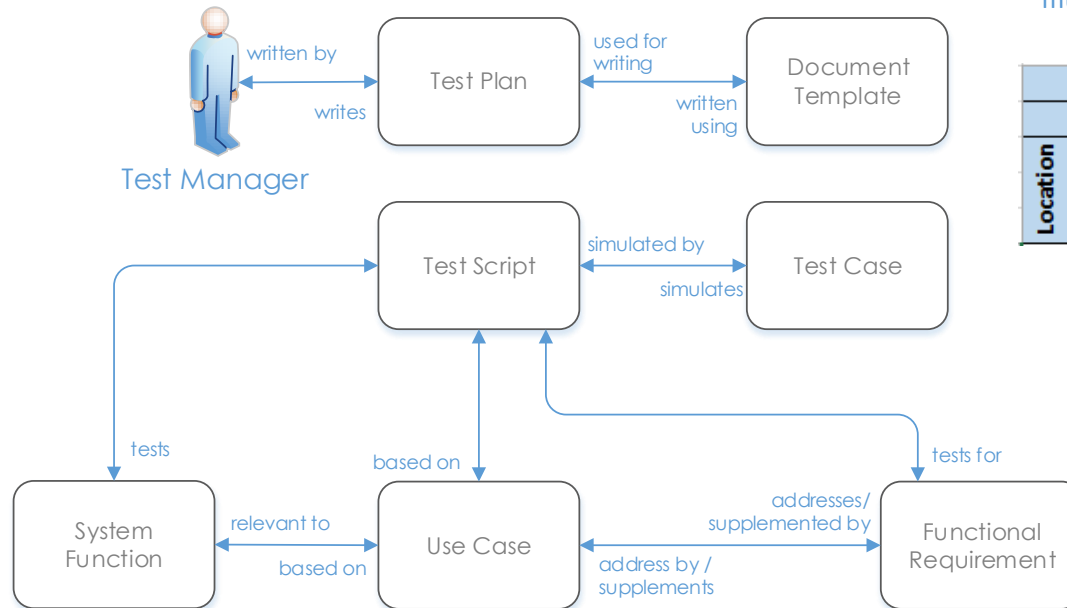 written by
writes
Test Manager
Test Plan
used for
writing
written
using
Document
Template
Location
Test Script
simulated by
simulates
Test Case
tests
based on
tests for
System
Function
relevant to
based on
Use Case
addresses/
supplemented by
address by /
supplements
Functional
Requirement